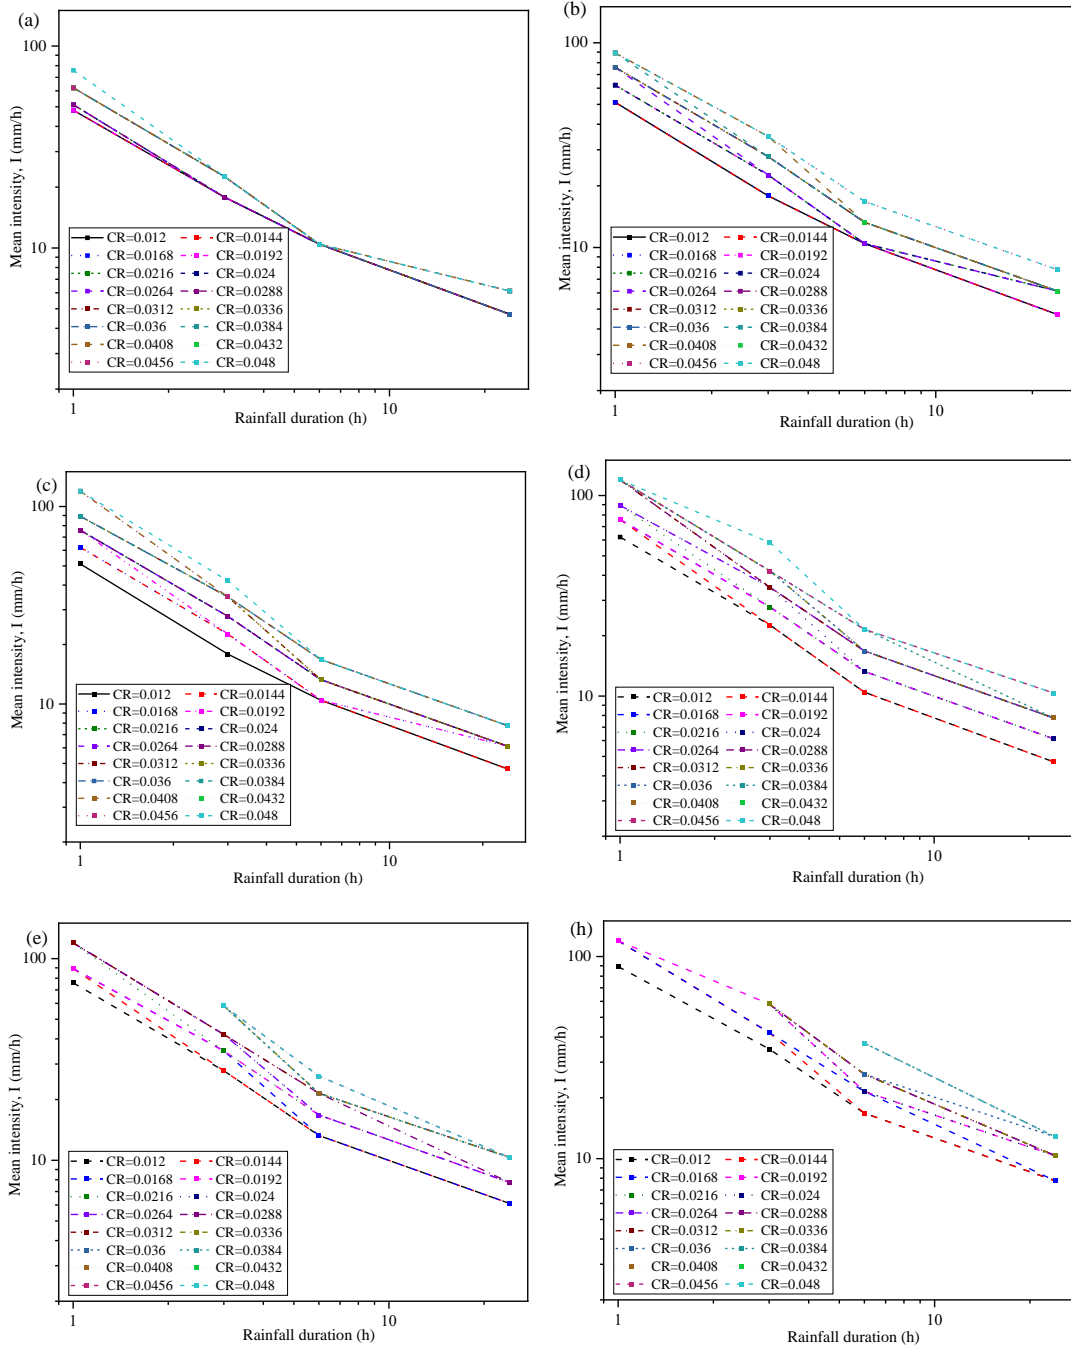 (a)
Mean intensity, I (mm/h)
100
10
CR=0.012 CR=0.0144
CR=0.0168 CR=0.0192
CR=0.0216 CR=0.024
CR=0.0264 CR=0.0288
CR=0.0312 CR=0.0336
CR=0.036 CR=0.0384
CR=0.0408 CR=0.0432
CR=0.0456 CR=0.048
1 10
Rainfall duration (h)
(b)
Mean intensity, I (mm/h)
100
10
CR=0.012 CR=0.0144
CR=0.0168 CR=0.0192
CR=0.0216 CR=0.024
CR=0.0264 CR=0.0288
CR=0.0312 CR=0.0336
CR=0.036 CR=0.0384
CR=0.0408 CR=0.0432
CR=0.0456 CR=0.048
1 10
Rainfall duration (h)
(c)
Mean intensity, I (mm/h)
100
10
CR=0.012 CR=0.0144
CR=0.0168 CR=0.0192
CR=0.0216 CR=0.024
CR=0.0264 CR=0.0288
CR=0.0312 CR=0.0336
CR=0.036 CR=0.0384
CR=0.0408 CR=0.0432
CR=0.0456 CR=0.048
1 10
Rainfall duration (h)
(d)
Mean intensity, I (mm/h)
100
10
CR=0.012 CR=0.0144
CR=0.0168 CR=0.0192
CR=0.0216 CR=0.024
CR=0.0264 CR=0.0288
CR=0.0312 CR=0.0336
CR=0.036 CR=0.0384
CR=0.0408 CR=0.0432
CR=0.0456 CR=0.048
1 10
Rainfall duration (h)
(e)
Mean intensity, I (mm/h)
100
10
CR=0.012 CR=0.0144
CR=0.0168 CR=0.0192
CR=0.0216 CR=0.024
CR=0.0264 CR=0.0288
CR=0.0312 CR=0.0336
CR=0.036 CR=0.0384
CR=0.0408 CR=0.0432
CR=0.0456 CR=0.048
1 10
Rainfall duration (h)
(h)
Mean intensity, I (mm/h)
100
10
CR=0.012 CR=0.0144
CR=0.0168 CR=0.0192
CR=0.0216 CR=0.024
CR=0.0264 CR=0.0288
CR=0.0312 CR=0.0336
CR=0.036 CR=0.0384
CR=0.0408 CR=0.0432
CR=0.0456 CR=0.048
1 10
Rainfall duration (h)